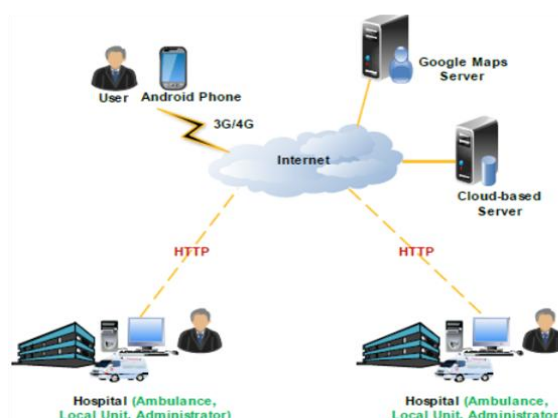 User
Android Phone
3G/4G
Google Maps
Server
Internet
Cloud-based
Server
HTTP
HTTP
Hospital (Ambulance,
Local Unit, Administrator)
Hospital (Ambulance,
Local Unit, Administrator